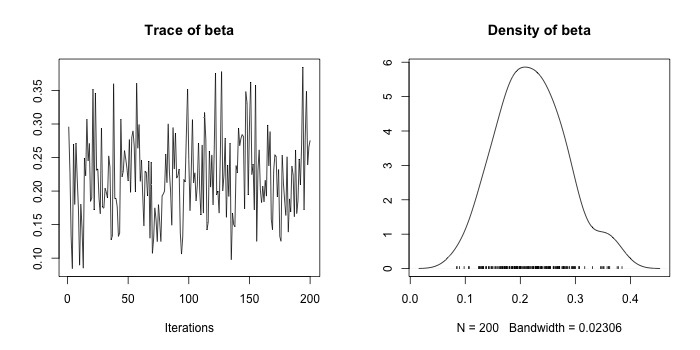 Trace of beta
0.10 0.15 0.20 0.25 0.30 0.35
0 50 100 150 200
Iterations
Density of beta
0 1 2 3 4 5 6
0.0 0.1 0.2 0.3 0.4
N = 200 Bandwidth = 0.02306